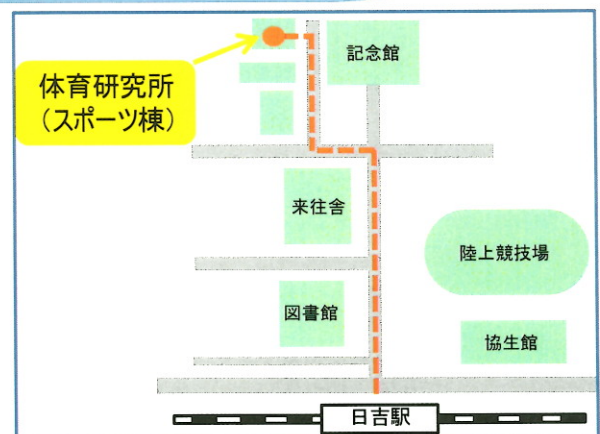 記念館
体育研究所
（スポーツ棟）
来往舎
陸上競技場
図書館
協生館
日吉駅